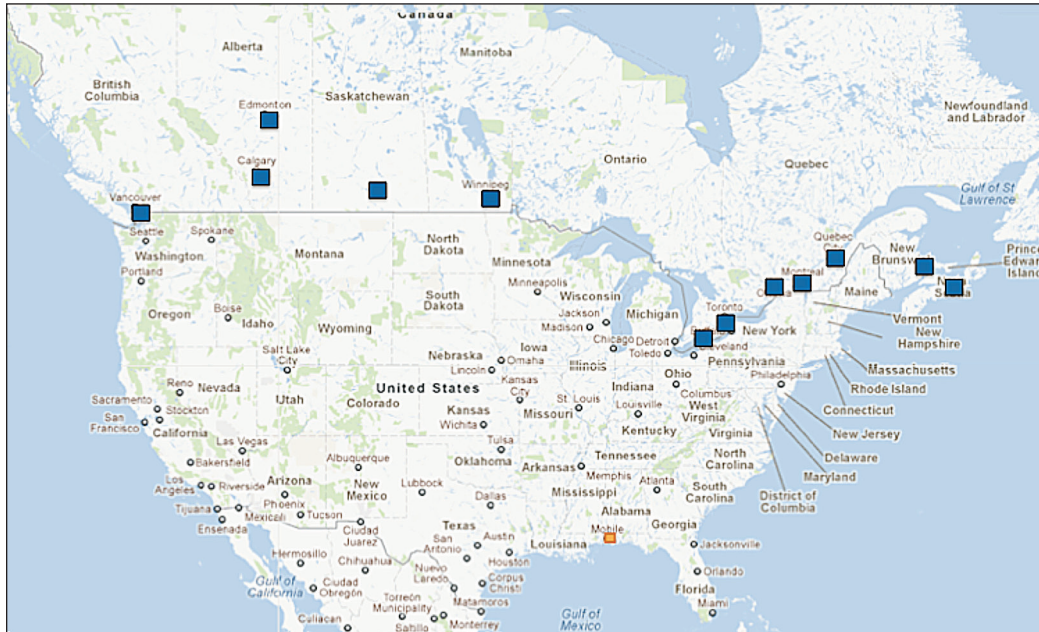 Canada
Alberta
Manitoba
British
Columbia
Edmonton
Saskatchewan
Newfoundland
and Labrador
Ontario
Quebec
Calgary
Winnipeg
Gulf of St
Lawrence
Vancouver
Seattle
Spokane
Washington
Portland
Montana
North
Dakota
Minnesota
Quebec
New
Brunswick
Prince
Edward
Island
Montreal
Maine
Oregon
Boise
Idaho
South
Dakota
Minneapolis
Wisconsin
Jackson
Michigan
Toronto
Vermont
New
Hampshire
Wyoming
Madison
New York
Salt Lake
City
Nebraska
Iowa
Omaha
Lincoln
Chicago
Detroit
Toledo
Cleveland
Pennsylvania
Massachusetts
Rhode Island
Connecticut
Reno
Nevada
Sacramento
Stockton
San
Francisco
California
Utah
United States
Colorado
Kansas
City
Illinois
Indiana
Ohio
Philadelphia
Columbus
West
Virginia
New Jersey
Kansas
Wichita
Missouri
St. Louis
Louisville
Kentucky
Virginia
Delaware
Maryland
Las Vegas
Bakersfield
Tulsa
Oklahoma
Tennessee
North
Carolina
Los
Angeles
Riverside
Arizona
Albuquerque
New
Mexico
Lubbock
Arkansas
Memphis
Atlanta
South
Carolina
District of
Columbia
Phoenix
Tijuana
Mexicali
Tucson
Ensenada
Ciudad
Juarez
Dallas
Mississippi
Alabama
Georgia
Texas
Austin
San
Antonio
Houston
Louisiana
Mobile
Jacksonville
Hermosillo
Chihuahua
Gulf of
California
Ciudad
Obregón
Nuevo
Laredo
Corpus
Christi
Orlando
Florida
Miami
Torreón
Municipality
Matamoros
Monterrey
Saltillo
Culiacan
Gulf of
Mexico